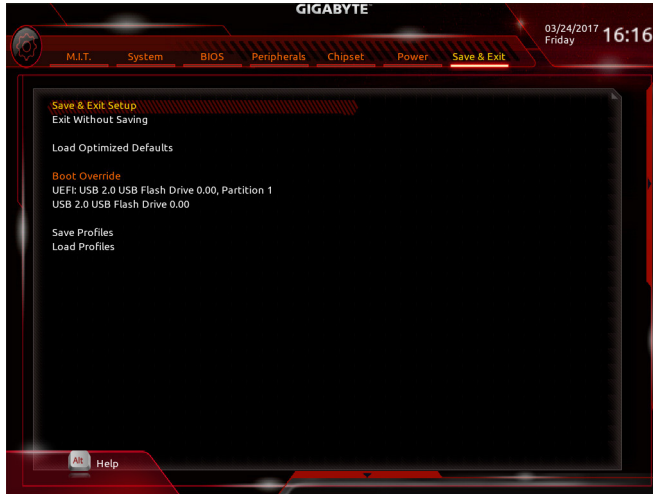 GIGABYTE™
03/24/2017
Friday
16:16
M.I.T. System BIOS Peripherals Chipset Power Save & Exit
Save & Exit Setup
Exit Without Saving
Load Optimized Defaults
Boot Override
UEFI: USB 2.0 USB Flash Drive 0.00, Partition 1
USB 2.0 USB Flash Drive 0.00
Save Profiles
Load Profiles
Alt Help